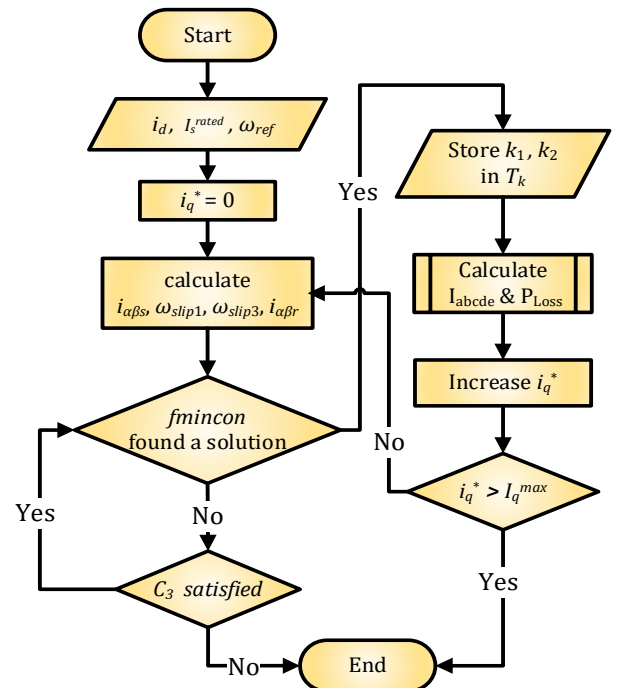 Start
i_d, I_s^rated, ω_ref
i_q^* = 0
calculate
i_αβs, ω_slip1, ω_slip3, i_αβr
fmincon
found a solution
Yes
No
C_3 satisfied
Yes
No
End
Store k_1, k_2
in T_k
Calculate
I_abcde & P_Loss
Increase i_q^*
i_q^* > I_q^max
No
Yes